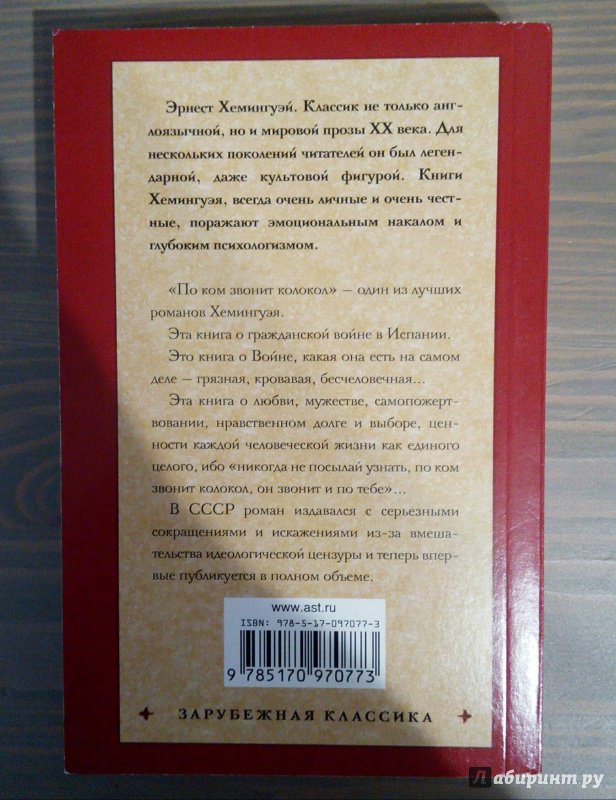 Эрнест Хемингуэй. Классик не только анг-
лоязычной, но и мировой прозы XX века. Для
нескольких поколений читателей он был леген-
дарной, даже культовой фигурой. Книги
Хемингуэя, всегда очень личные и очень чест-
ные, поражают эмоциональным накалом и
глубоким психологизмом.
«По ком звонит колокол» – один из лучших
романов Хемингуэя.
Эта книга о гражданской войне в Испании.
Это книга о Войне, какая она есть на самом
деле – грязная, кровавая, бесчеловечная...
Эта книга о любви, мужестве, самопожерт-
вовании, нравственном долге и выборе, цен-
ности каждой человеческой жизни как единого
целого, ибо «никогда не посылай узнать, по ком
звонит колокол, он звонит и по тебе»...
В СССР роман издавался с серьезными
сокращениями и искажениями из-за вмеша-
тельства идеологической цензуры и теперь впер-
вые публикуется в полном объеме.
www.ast.ru
ISBN: 978-5-17-097077-3
9 785170 970773
ЗАРУБЕЖНАЯ КЛАССИКА
Лабиринт.ру